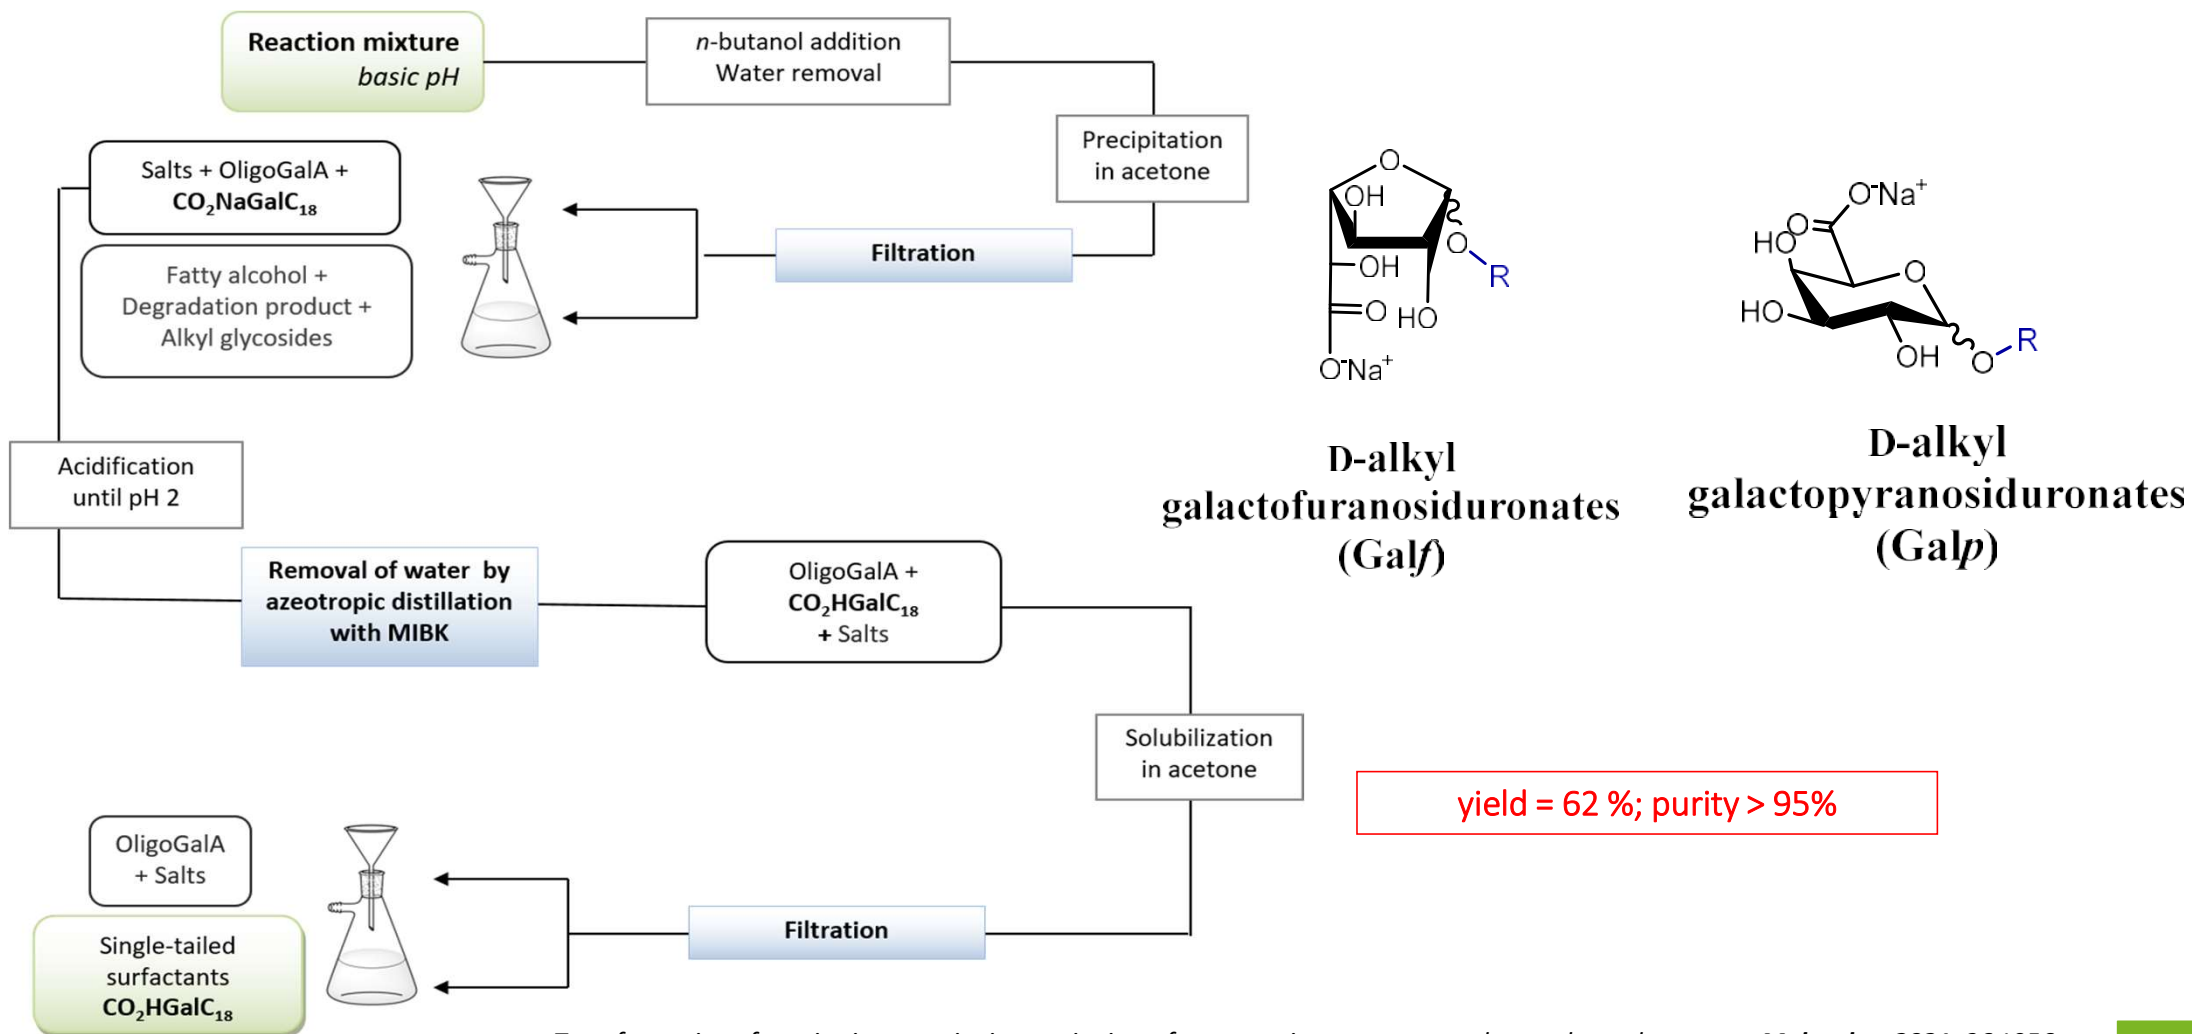 Reaction mixture
basic pH
n-butanol addition
Water removal
Precipitation
in acetone
Filtration
Salts + OligoGalA +
CO₂NaGalC₁₈
Fatty alcohol +
Degradation product +
Alkyl glycosides
Acidification
until pH 2
Removal of water by
azeotropic distillation
with MIBK
OligoGalA +
CO₂HGalC₁₈
+ Salts
Solubilization
in acetone
Filtration
OligoGalA
+ Salts
Single-tailed
surfactants
CO₂HGalC₁₈
O
OH
O
R
OH
O
HO
O⁻Na⁺
D-alkyl
galactofuranosiduronates
(Galf)
O⁻Na⁺
O
HO
O
HO
OH
O
R
D-alkyl
galactopyranosiduronates
(Galp)
yield = 62 %; purity > 95%